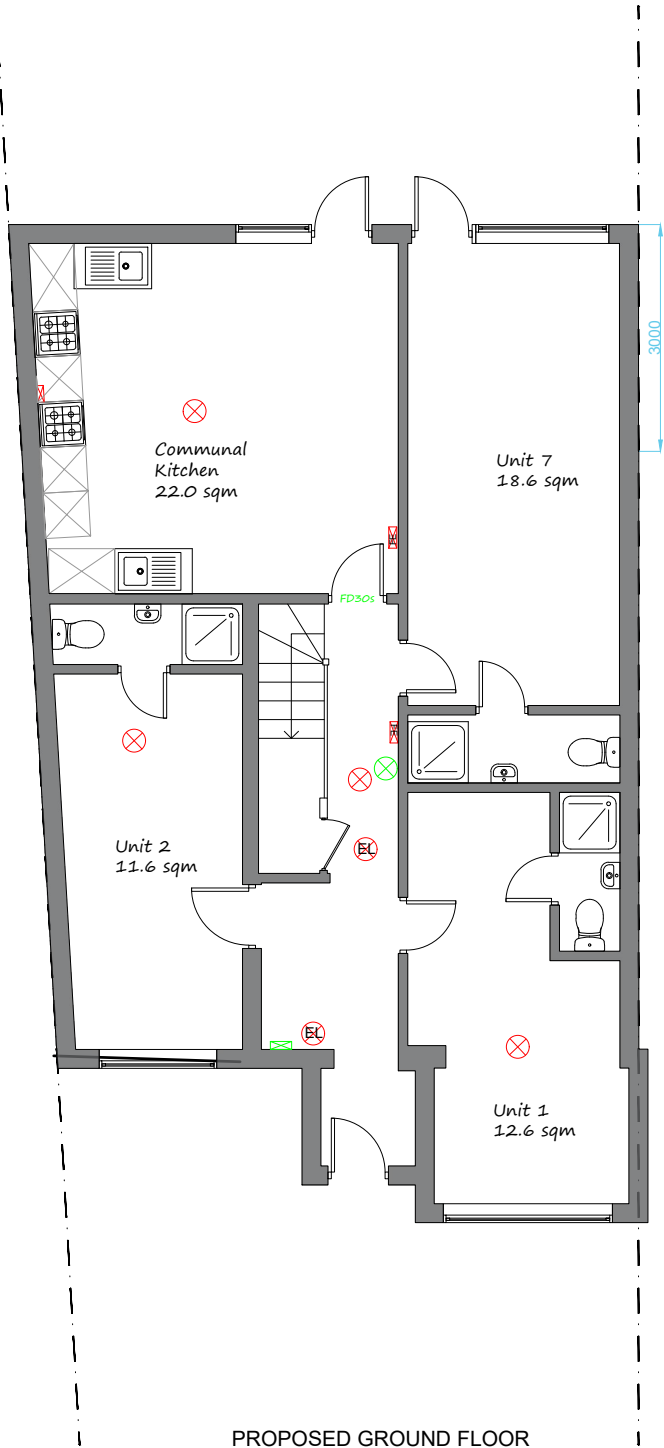 3000
Communal
Kitchen
22.0 sqm
Unit 7
18.6 sqm
FD30s
Unit 2
11.6 sqm
EL
EL
Unit 1
12.6 sqm
PROPOSED GROUND FLOOR